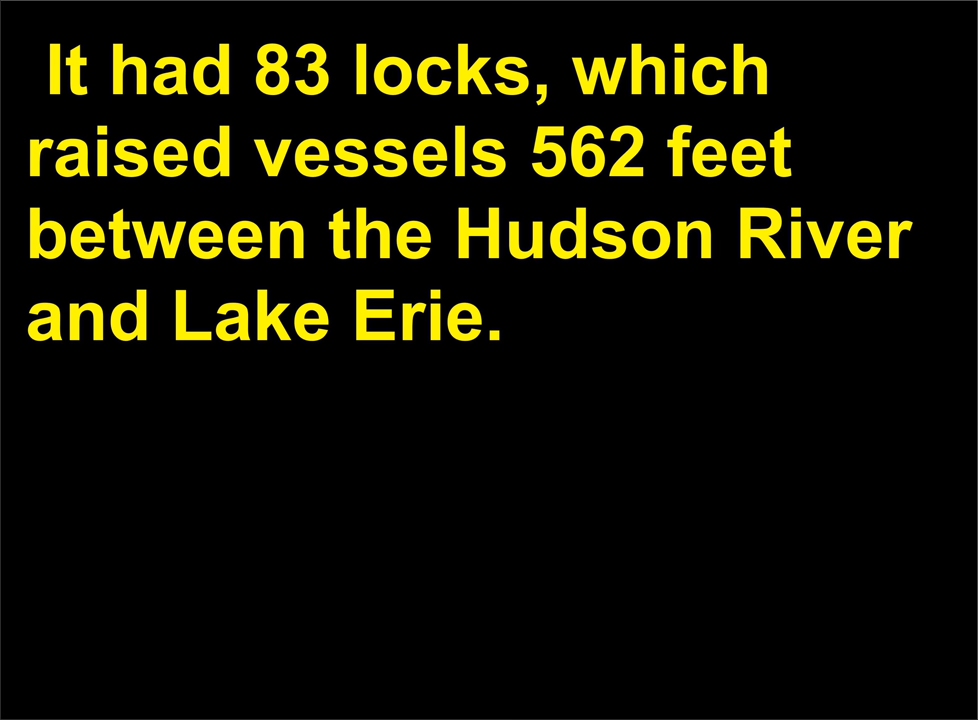 It had 83 locks, which
raised vessels 562 feet
between the Hudson River
and Lake Erie.